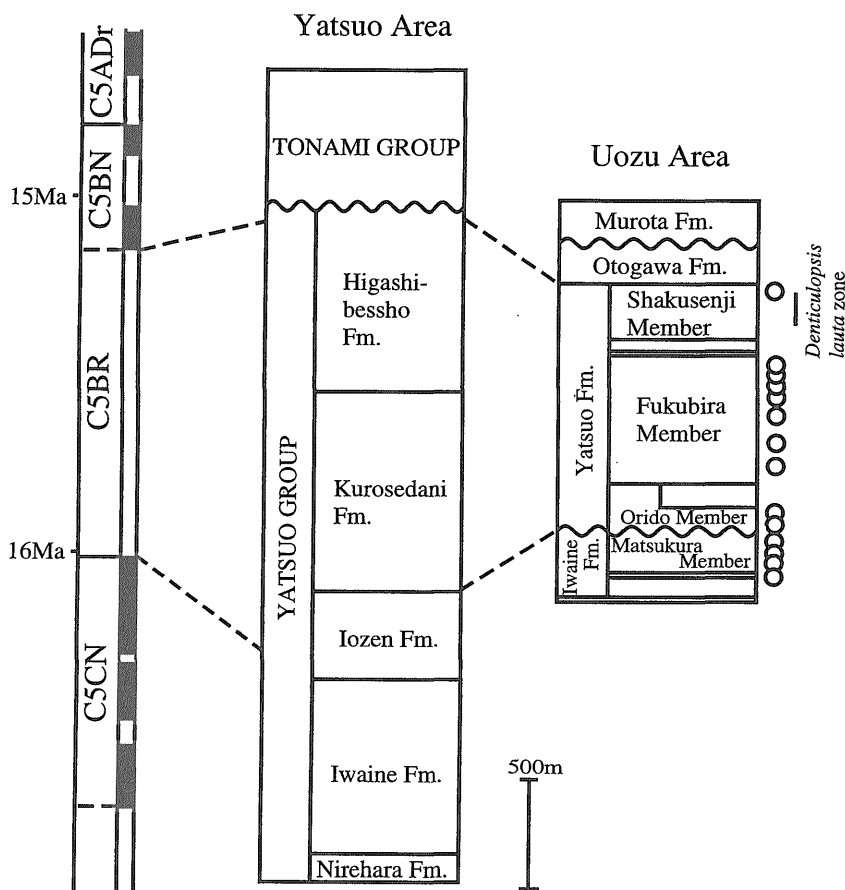 Yatsuo Area
C5ADr
C5BN
15Ma
C5BR
16Ma
C5CN
TONAMI GROUP
YATSUO GROUP
Higashi-
bessho
Fm.
Kurosedani
Fm.
Iozen Fm.
Iwaine Fm.
Nirehara Fm.
Uozu Area
Murota Fm.
Otogawa Fm.
Yatsuo Fm.
Shakusenji
Member
Fukubira
Member
Orido Member
Iwaine
Fm.
Matsukura
Member
Denticulopsis
lauta zone
500m